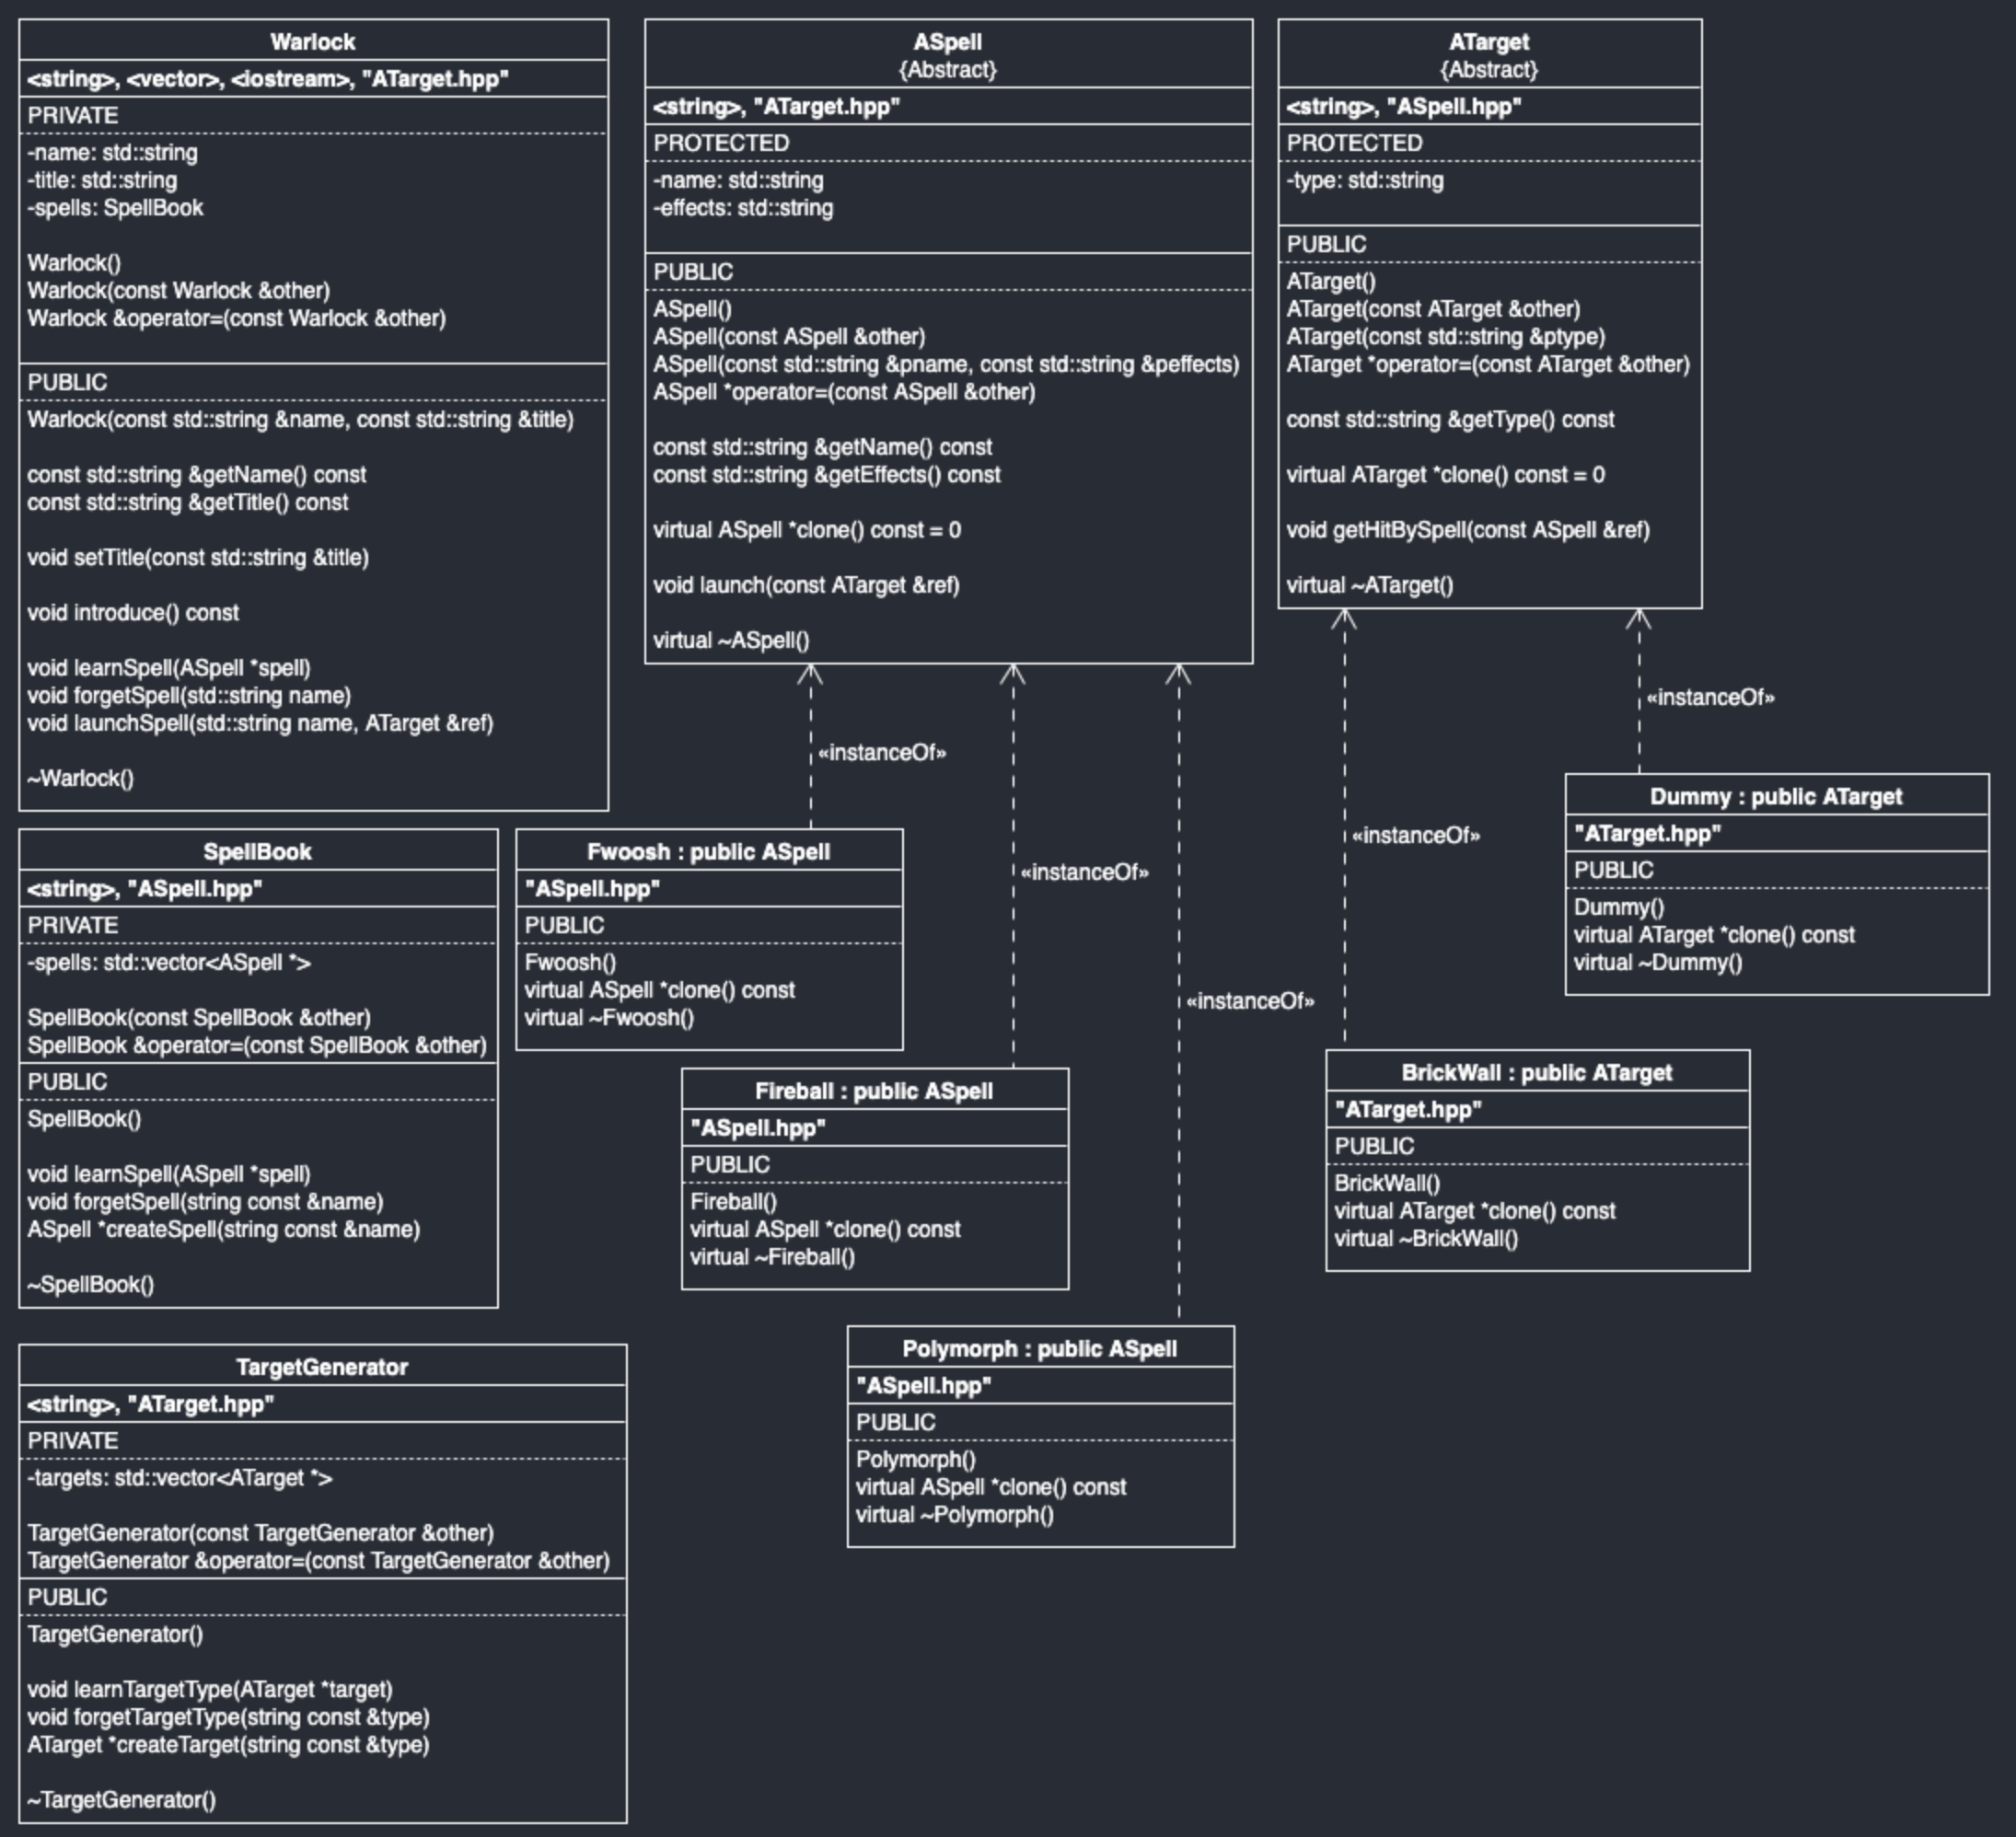 Warlock
<string>, <vector>, <iostream>, "ATarget.hpp"
PRIVATE
-name: std::string
-title: std::string
-spells: SpellBook
Warlock()
Warlock(const Warlock &other)
Warlock &operator=(const Warlock &other)
PUBLIC
Warlock(const std::string &name, const std::string &title)
const std::string &getName() const
const std::string &getTitle() const
void setTitle(const std::string &title)
void introduce() const
void learnSpell(ASpell *spell)
void forgetSpell(std::string name)
void launchSpell(std::string name, ATarget &ref)
~Warlock()
ASpell
{Abstract}
<string>, "ATarget.hpp"
PROTECTED
-name: std::string
-effects: std::string
PUBLIC
ASpell()
ASpell(const ASpell &other)
ASpell(const std::string &pname, const std::string &peffects)
ASpell *operator=(const ASpell &other)
const std::string &getName() const
const std::string &getEffects() const
virtual ASpell *clone() const = 0
void launch(const ATarget &ref)
virtual ~ASpell()
ATarget
{Abstract}
<string>, "ASpell.hpp"
PROTECTED
-type: std::string
PUBLIC
ATarget()
ATarget(const ATarget &other)
ATarget(const std::string &ptype)
ATarget *operator=(const ATarget &other)
const std::string &getType() const
virtual ATarget *clone() const = 0
void getHitBySpell(const ASpell &ref)
virtual ~ATarget()
«instanceOf»
«instanceOf»
«instanceOf»
«instanceOf»
«instanceOf»
Dummy : public ATarget
"ATarget.hpp"
PUBLIC
Dummy()
virtual ATarget *clone() const
virtual ~Dummy()
SpellBook
<string>, "ASpell.hpp"
PRIVATE
-spells: std::vector<ASpell *>
SpellBook(const SpellBook &other)
SpellBook &operator=(const SpellBook &other)
PUBLIC
SpellBook()
void learnSpell(ASpell *spell)
void forgetSpell(string const &name)
ASpell *createSpell(string const &name)
~SpellBook()
Fwoosh : public ASpell
"ASpell.hpp"
PUBLIC
Fwoosh()
virtual ASpell *clone() const
virtual ~Fwoosh()
Fireball : public ASpell
"ASpell.hpp"
PUBLIC
Fireball()
virtual ASpell *clone() const
virtual ~Fireball()
BrickWall : public ATarget
"ATarget.hpp"
PUBLIC
BrickWall()
virtual ATarget *clone() const
virtual ~BrickWall()
Polymorph : public ASpell
"ASpell.hpp"
PUBLIC
Polymorph()
virtual ASpell *clone() const
virtual ~Polymorph()
TargetGenerator
<string>, "ATarget.hpp"
PRIVATE
-targets: std::vector<ATarget *>
TargetGenerator(const TargetGenerator &other)
TargetGenerator &operator=(const TargetGenerator &other)
PUBLIC
TargetGenerator()
void learnTargetType(ATarget *target)
void forgetTargetType(string const &type)
ATarget *createTarget(string const &type)
~TargetGenerator()